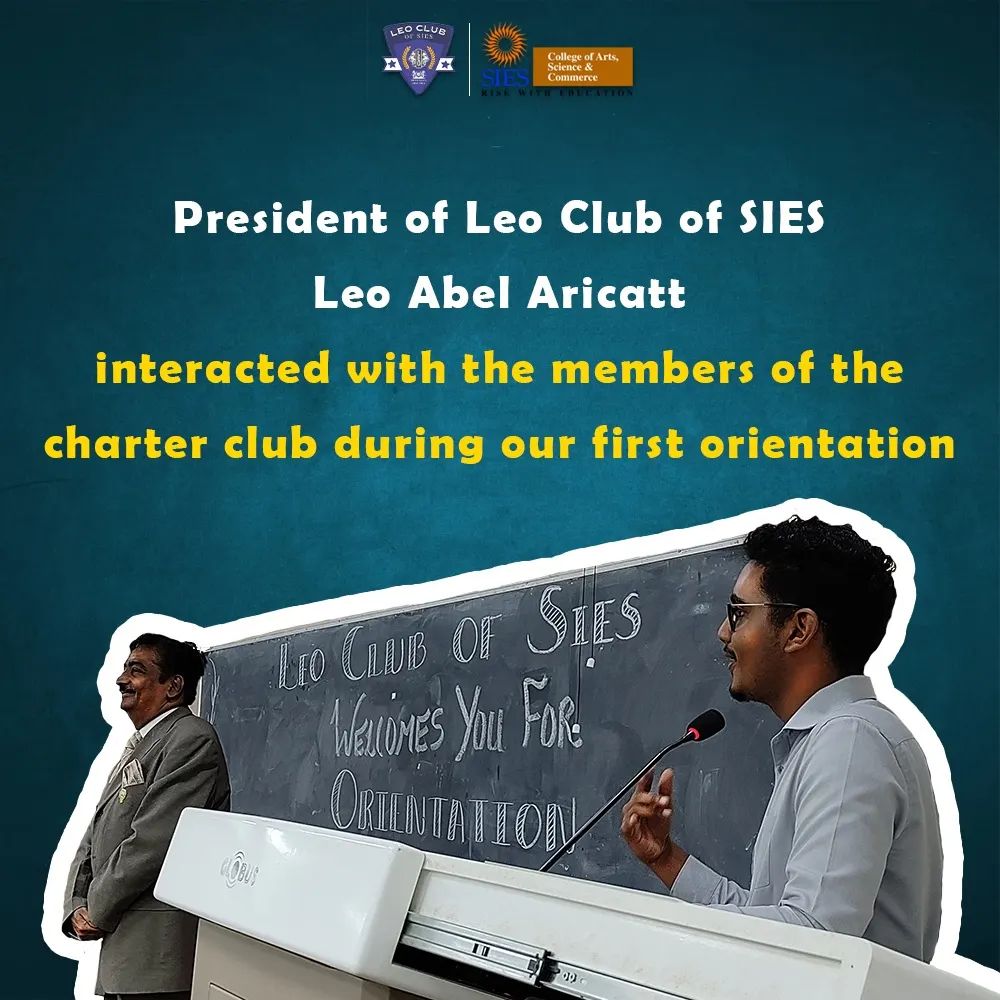 LEO CLUB
OF SIES
SIES
College of Arts,
Science &
Commerce
RISE WITH EDUCATION
President of Leo Club of SIES
Leo Abel Aricatt
interacted with the members of the
charter club during our first orientation
LEO CLUB OF SIES
WELCOMES YOU FOR
ORIENTATION!
GLOBUS